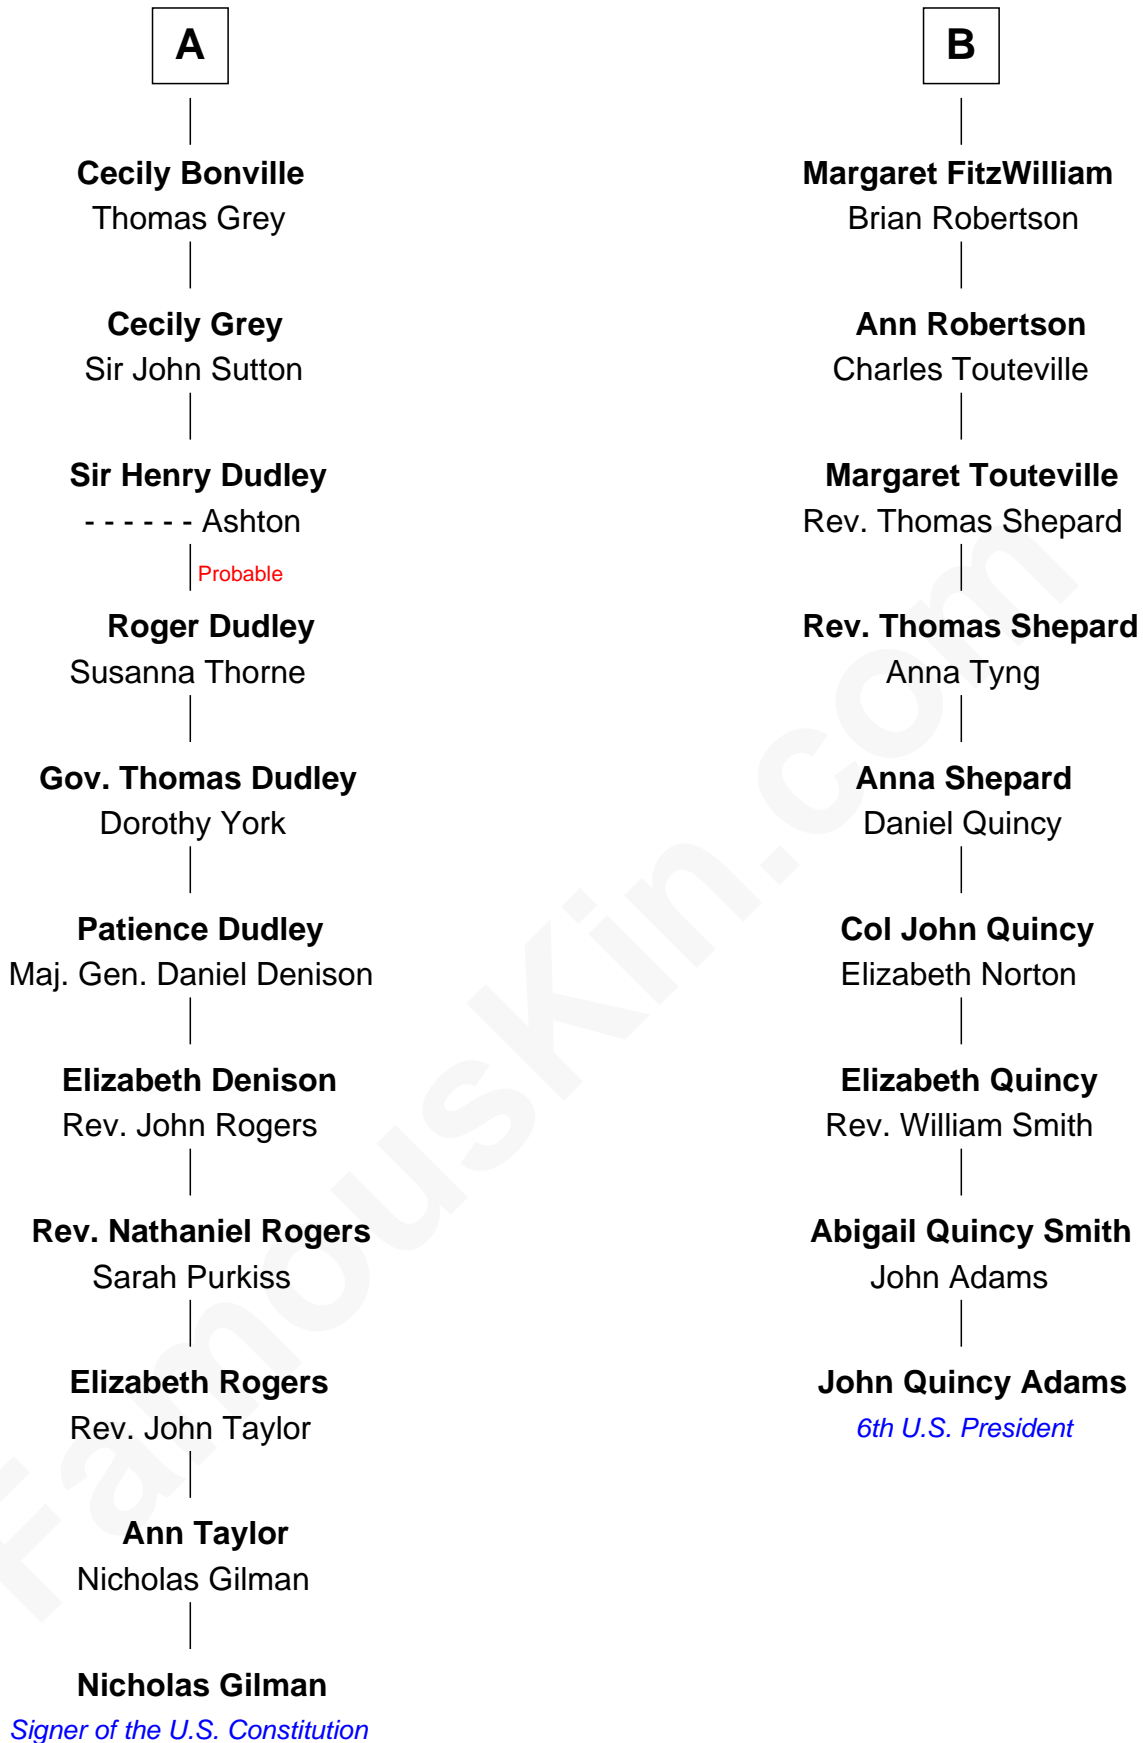 A
Cecily Bonville
Thomas Grey
Cecily Grey
Sir John Sutton
Sir Henry Dudley
- - - - - - Ashton
Probable
Roger Dudley
Susanna Thorne
Gov. Thomas Dudley
Dorothy York
Patience Dudley
Maj. Gen. Daniel Denison
Elizabeth Denison
Rev. John Rogers
Rev. Nathaniel Rogers
Sarah Purkiss
Elizabeth Rogers
Rev. John Taylor
Ann Taylor
Nicholas Gilman
Nicholas Gilman
Signer of the U.S. Constitution
B
Margaret FitzWilliam
Brian Robertson
Ann Robertson
Charles Touteville
Margaret Touteville
Rev. Thomas Shepard
Rev. Thomas Shepard
Anna Tyng
Anna Shepard
Daniel Quincy
Col John Quincy
Elizabeth Norton
Elizabeth Quincy
Rev. William Smith
Abigail Quincy Smith
John Adams
John Quincy Adams
6th U.S. President
FamousKin.com